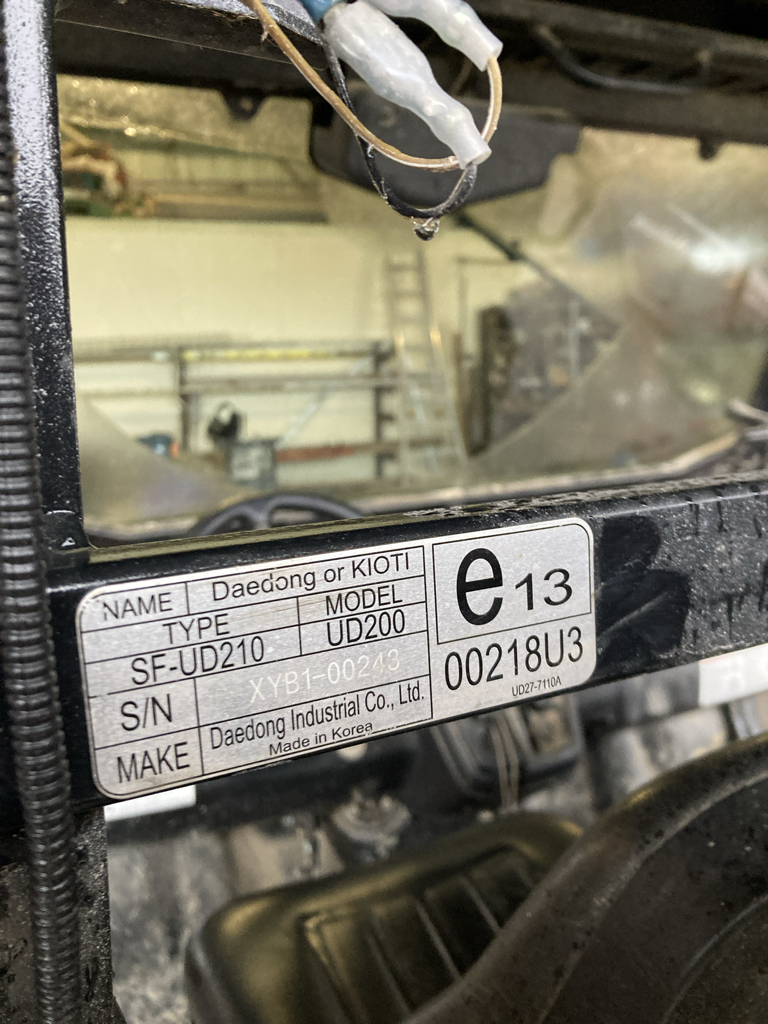 NAME Daedong or KIOTI
TYPE MODEL
SF-UD210 UD200
S/N XYB1-00243
MAKE Daedong Industrial Co., Ltd.
Made in Korea
e13
00218U3
UD27-7110A